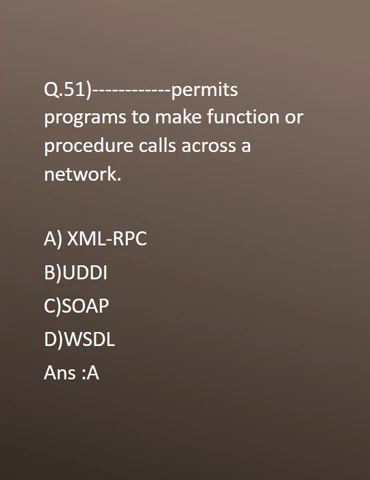 Q.51)------------permits
programs to make function or
procedure calls across a
network.
A) XML-RPC
B)UDDI
C)SOAP
D)WSDL
Ans :A